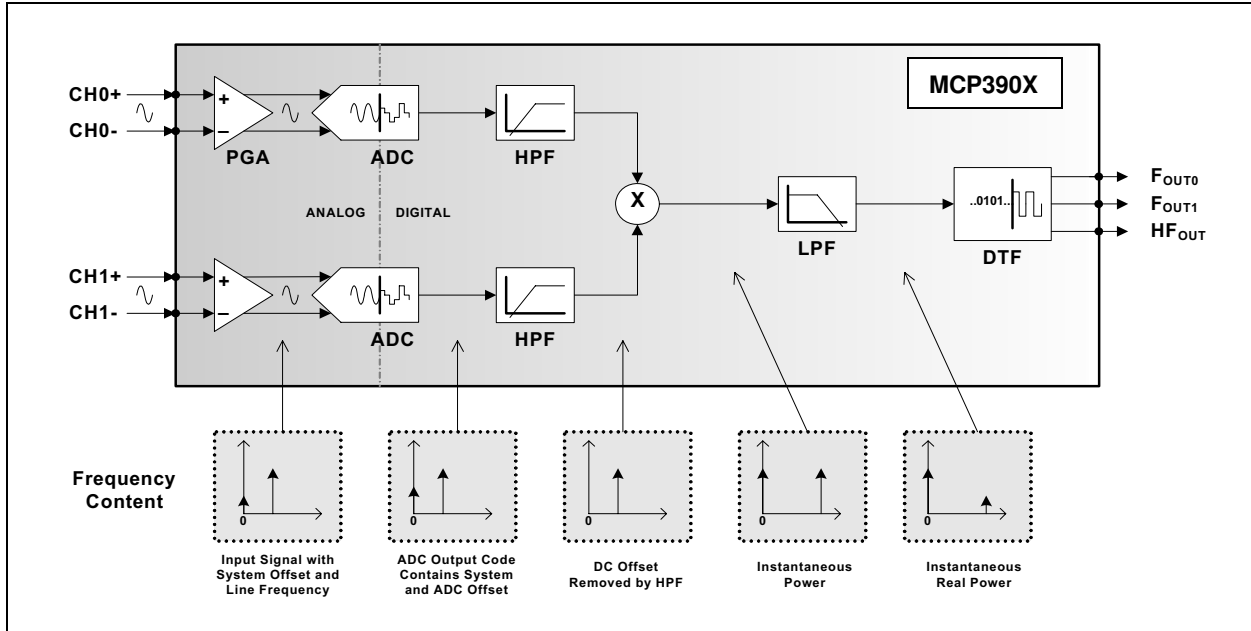 MCP390X
CH0+
CH0-
PGA
ADC
HPF
ANALOG
DIGITAL
X
LPF
..0101..
DTF
FOUT0
FOUT1
HFOUT
CH1+
CH1-
+
–
+
–
ADC
HPF
Frequency
Content
0
0
0
0
0
Input Signal with
System Offset and
Line Frequency
ADC Output Code
Contains System
and ADC Offset
DC Offset
Removed by HPF
Instantaneous
Power
Instantaneous
Real Power